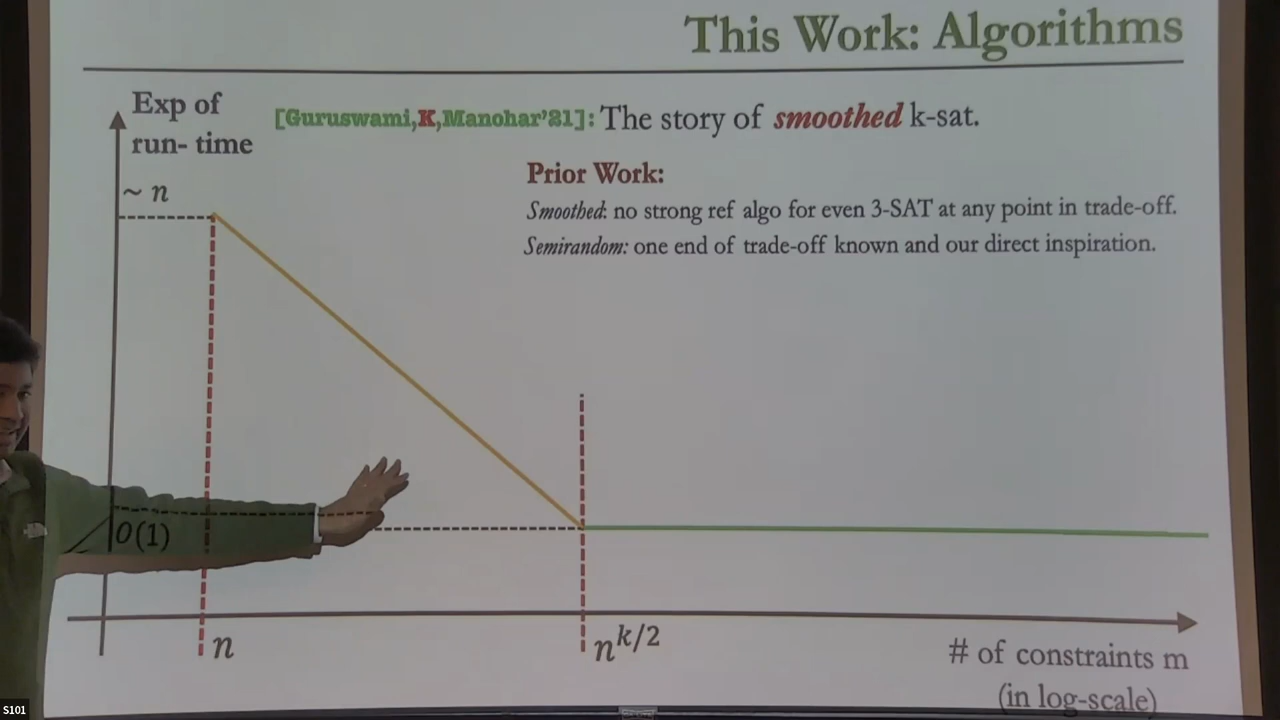 This Work: Algorithms
Exp of
run- time
[Guruswami,K,Manohar'21]: The story of smoothed k-sat.
Prior Work:
~ n
Smoothed: no strong ref algo for even 3-SAT at any point in trade-off.
Semirandom: one end of trade-off known and our direct inspiration.
O(1)
n
n^{k/2}
# of constraints m
(in log-scale)
S101